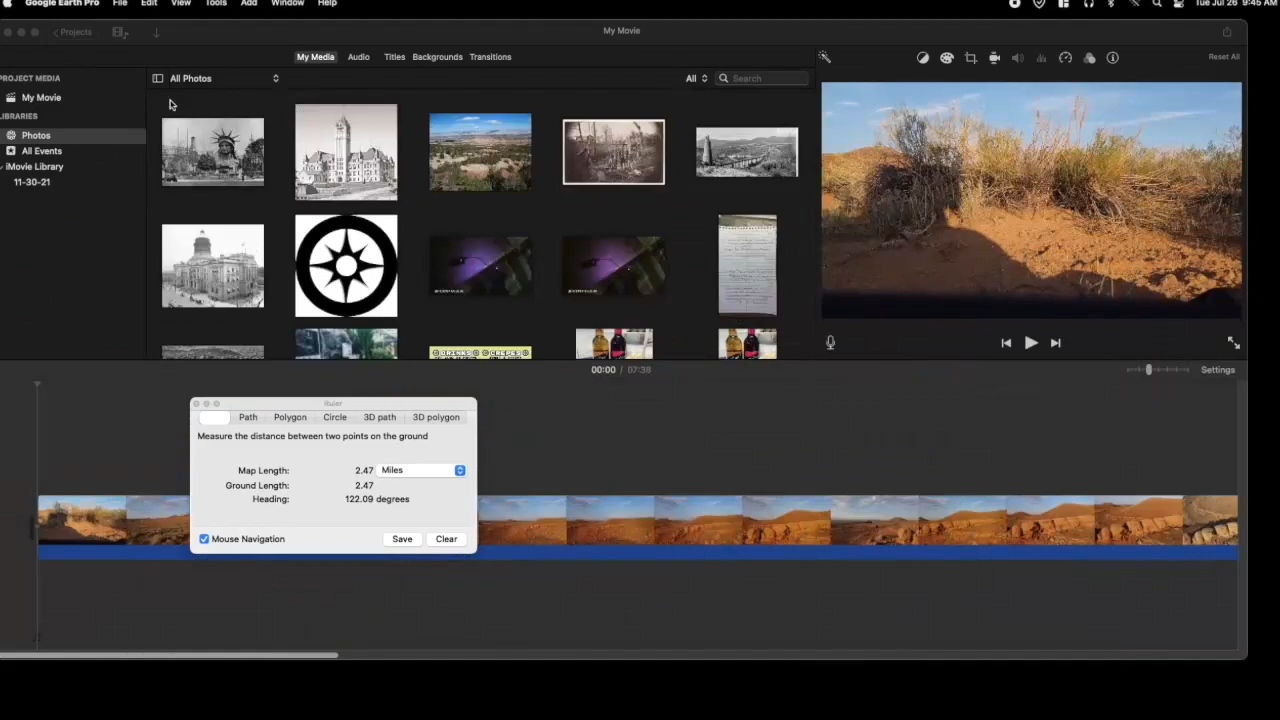 Google Earth Pro File Edit View Tools Add Window Help Tue Jul 26 9:45 AM
Projects My Movie
My Media Audio Titles Backgrounds Transitions Reset All
PROJECT MEDIA All Photos All Search
My Movie
LIBRARIES
Photos
All Events
iMovie Library
11-30-21
DRINKS CREPES
00:00 / 07:38 Settings
Ruler
Path Polygon Circle 3D path 3D polygon
Measure the distance between two points on the ground
Map Length: 2.47 Miles
Ground Length: 2.47
Heading: 122.09 degrees
Mouse Navigation Save Clear